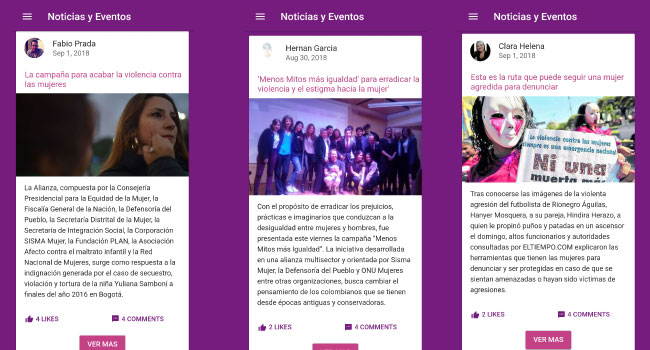 Noticias y Eventos
Fabio Prada
Sep 1, 2018
La campaña para acabar la violencia contra
las mujeres
La Alianza, compuesta por la Consejería
Presidencial para la Equidad de la Mujer, la
Fiscalía General de la Nación, la Defensoría del
Pueblo, la Secretaría Distrital de la Mujer, la
Secretaría de Integración Social, la Corporación
SISMA Mujer, la Fundación PLAN, la Asociación
Afecto contra el maltrato infantil y la Red
Nacional de Mujeres, surge como respuesta a la
indignación generada por el caso de secuestro,
violación y tortura de la niña Yuliana Samboni a
finales del año 2016 en Bogotá.
4 LIKES
4 COMMENTS
VER MAS
Noticias y Eventos
Hernan Garcia
Aug 30, 2018
'Menos Mitos más igualdad' para erradicar la
violencia y el estigma hacia la mujer'
Con el propósito de erradicar los prejuicios,
prácticas e imaginarios que conduzcan a la
desigualdad entre mujeres y hombres, fue
presentada este viernes la campaña "Menos
Mitos más Igualdad". La iniciativa desarrollada
en una alianza multisector y orientada por Sisma
Mujer, la Defensoría del Pueblo y ONU Mujeres
entre otras organizaciones, busca cambiar el
pensamiento de los colombianos que se tienen
desde épocas antiguas y conservadoras.
2 LIKES
4 COMMENTS
VER MAS
Noticias y Eventos
Clara Helena
Sep 1, 2018
Esta es la ruta que puede seguir una mujer
agredida para denunciar
la violencia contra las mujeres
siempre es una emergencia nacional
Ni una
muerta más
Tras conocerse las imágenes de la violenta
agresión del futbolista de Rionegro Águilas,
Hanyer Mosquera, a su pareja, Hindira Herazo, a
quien le propinó puños y patadas en un ascensor
el domingo, altos funcionarios y autoridades
consultadas por ELTIEMPO.COM explicaron las
herramientas que tienen las mujeres para
denunciar y ser protegidas en caso de que se
sientan amenazadas o hayan sido víctimas de
agresiones.
2 LIKES
4 COMMENTS
VER MAS